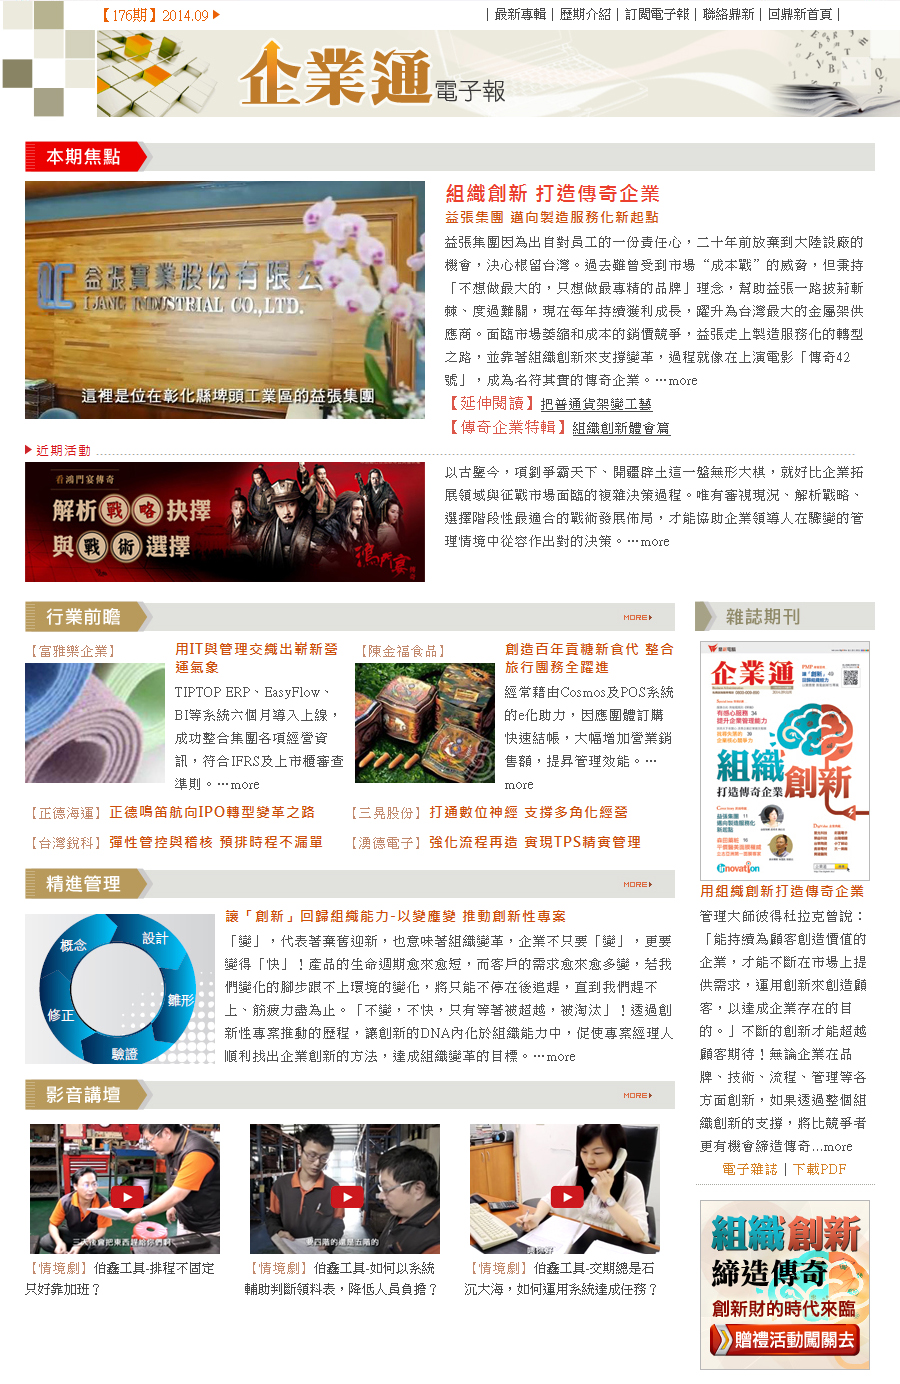 【176期】2014.09
| 最新專輯 | 歷期介紹 | 訂閱電子報 | 聯絡鼎新 | 回鼎新首頁 |
企業通電子報
本期焦點
益張實業股份有限公
I JANG INDUSTRIAL CO.,LTD.
這裡是位在彰化縣埤頭工業區的益張集團
組織創新 打造傳奇企業
益張集團 邁向製造服務化新起點
益張集團因為出自對員工的一份責任心，二十年前放棄到大陸設廠的
機會，決心根留台灣。過去雖曾受到市場“成本戰”的威脅，但秉持
「不想做最大的，只想做最專精的品牌」理念，幫助益張一路披荊斬
棘、度過難關，現在每年持續獲利成長，躍升為台灣最大的金屬架供
應商。面臨市場萎縮和成本的銷價競爭，益張走上製造服務化的轉型
之路，並靠著組織創新來支撐變革，過程就像在上演電影「傳奇42
號」，成為名符其實的傳奇企業。…more
【延伸閱讀】把普通貨架變工藝
【傳奇企業特輯】組織創新體會篇
近期活動
看鴻門宴傳奇
解析戰略抉擇
與戰術選擇
鴻門宴
以古鑒今，項劉爭霸天下、開疆辟土這一盤無形大棋，就好比企業拓
展領域與征戰市場面臨的複雜決策過程。唯有審視現況、解析戰略、
選擇階段性最適合的戰術發展佈局，才能協助企業領導人在驟變的管
理情境中從容作出對的決策。…more
行業前瞻
MORE
【富雅樂企業】
用IT與管理交織出嶄新營
運氣象
TIPTOP ERP、EasyFlow、
BI等系統六個月導入上線，
成功整合集團各項經營資
訊，符合IFRS及上市櫃審查
準則。…more
【陳金福食品】
創造百年貢糖新食代 整合
旅行團務全躍進
經常藉由Cosmos及POS系統
的e化助力，因應團體訂購
快速結帳，大幅增加營業銷
售額，提昇管理效能。…
more
【正德海運】正德鳴笛航向IPO轉型變革之路
【三晃股份】打通數位神經 支撐多角化經營
【台灣銳科】彈性管控與稽核 預排時程不漏單
【湧德電子】強化流程再造 實現TPS精實管理
精進管理
MORE
概念
設計
雛形
驗證
修正
讓「創新」回歸組織能力-以變應變 推動創新性專案
「變」，代表著棄舊迎新，也意味著組織變革，企業不只要「變」，更要
變得「快」！產品的生命週期愈來愈短，而客戶的需求愈來愈多變，若我
們變化的腳步跟不上環境的變化，將只能不停在後追趕，直到我們趕不
上、筋疲力盡為止。「不變，不快，只有等著被超越，被淘汰」！透過創
新性專案推動的歷程，讓創新的DNA內化於組織能力中，促使專案經理人
順利找出企業創新的方法，達成組織變革的目標。…more
影音講壇
MORE
三天後會把東西趕給你們啊
要四階的還是五階的
【情境劇】伯鑫工具-排程不固定
只好靠加班？
【情境劇】伯鑫工具-如何以系統
輔助判斷領料表，降低人員負擔？
【情境劇】伯鑫工具-交期總是石
沉大海，如何運用系統達成任務？
雜誌期刊
企業通
組織創新
打造傳奇企業
益張集團 11
邁向製造服務化
新起點
Innovation
用組織創新打造傳奇企業
管理大師彼得杜拉克曾說：
「能持續為顧客創造價值的
企業，才能不斷在市場上提
供需求，運用創新來創造顧
客，以達成企業存在的目
的。」不斷的創新才能超越
顧客期待！無論企業在品
牌、技術、流程、管理等各
方面創新，如果透過整個組
織創新的支撐，將比競爭者
更有機會締造傳奇...more
電子雜誌 | 下載PDF
組織創新
締造傳奇
創新財的時代來臨
贈禮活動闖關去